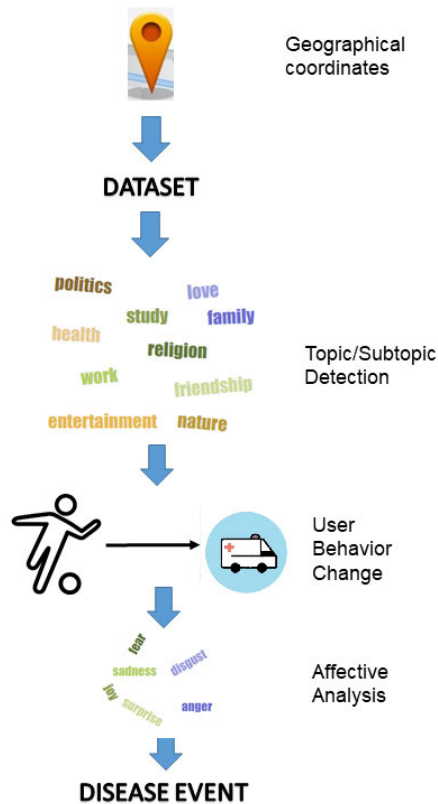 Geographical
coordinates
DATASET
politics
love
study
family
health
religion
work
friendship
entertainment
nature
Topic/Subtopic
Detection
User
Behavior
Change
fear
sadness
disgust
joy
surprise
anger
Affective
Analysis
DISEASE EVENT